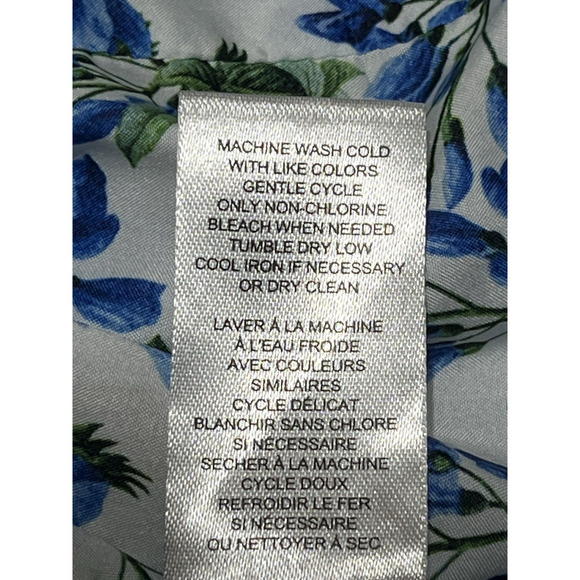 MACHINE WASH COLD
WITH LIKE COLORS
GENTLE CYCLE
ONLY NON-CHLORINE
BLEACH WHEN NEEDED
TUMBLE DRY LOW
COOL IRON IF NECESSARY
OR DRY CLEAN
LAVER À LA MACHINE
À L'EAU FROIDE
AVEC COULEURS
SIMILAIRES
CYCLE DÉLICAT
BLANCHIR SANS CHLORE
SI NÉCESSAIRE
SECHER À LA MACHINE
CYCLE DOUX
REFROIDIR LE FER
SI NÉCESSAIRE
OU NETTOYER À SEC